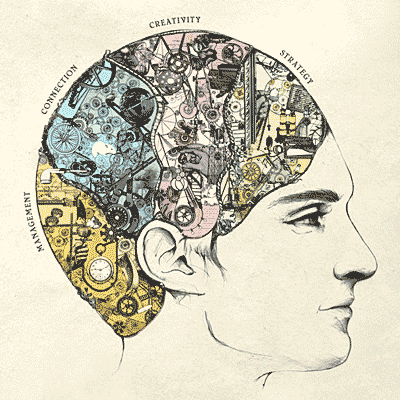 MANAGEMENT
CONNECTION
CREATIVITY
STRATEGY